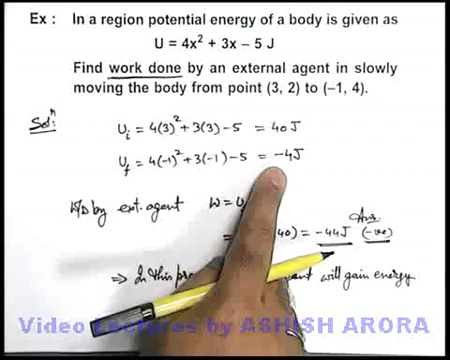 Ex : In a region potential energy of a body is given as
U = 4x² + 3x – 5 J
Find work done by an external agent in slowly
moving the body from point (3, 2) to (–1, 4).
Solⁿ
Uᵢ = 4(3)² + 3(3) - 5 = 40 J
U_f = 4(-1)² + 3(-1) - 5 = -4 J
W/D by ext. agent W = U
= 40) = -44 J (-ve)
Ans
⇒ In this pro will gain energy
Video Lectures by ASHISH ARORA